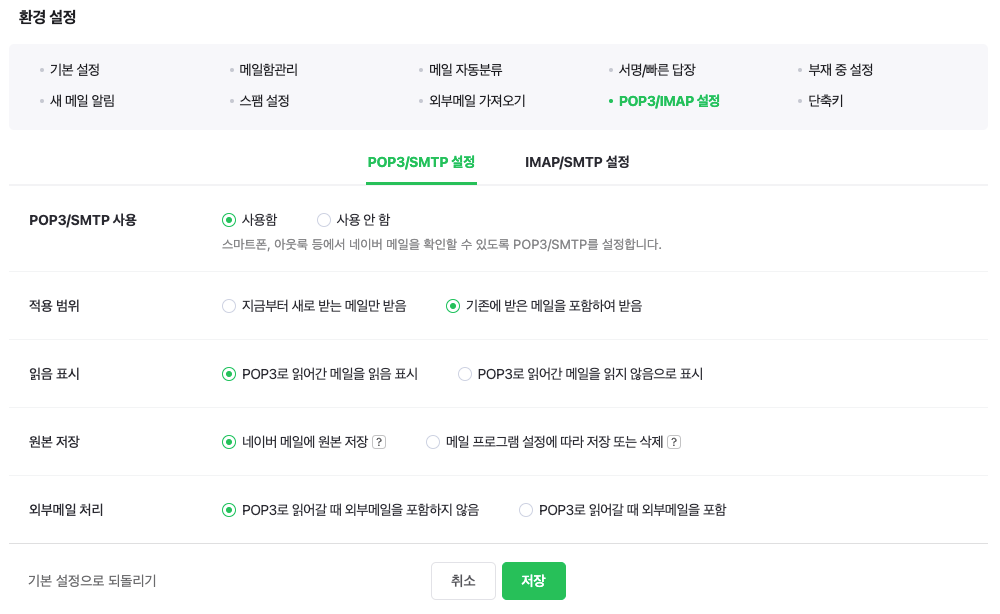 환경 설정
기본 설정 메일함관리 메일 자동분류 서명/빠른 답장 부재 중 설정
새 메일 알림 스팸 설정 외부메일 가져오기 POP3/IMAP 설정 단축키
POP3/SMTP 설정 IMAP/SMTP 설정
POP3/SMTP 사용 사용함 사용 안 함
스마트폰, 아웃룩 등에서 네이버 메일을 확인할 수 있도록 POP3/SMTP를 설정합니다.
적용 범위 지금부터 새로 받는 메일만 받음 기존에 받은 메일을 포함하여 받음
읽음 표시 POP3로 읽어간 메일을 읽음 표시 POP3로 읽어간 메일을 읽지 않음으로 표시
원본 저장 네이버 메일에 원본 저장 ? 메일 프로그램 설정에 따라 저장 또는 삭제 ?
외부메일 처리 POP3로 읽어갈 때 외부메일을 포함하지 않음 POP3로 읽어갈 때 외부메일을 포함
기본 설정으로 되돌리기 취소 저장